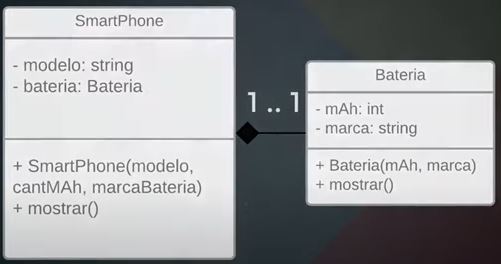 SmartPhone
- modelo: string
- bateria: Bateria
+ SmartPhone(modelo,
cantMAh, marcaBateria)
+ mostrar()
1 .. 1
Bateria
- mAh: int
- marca: string
+ Bateria(mAh, marca)
+ mostrar()